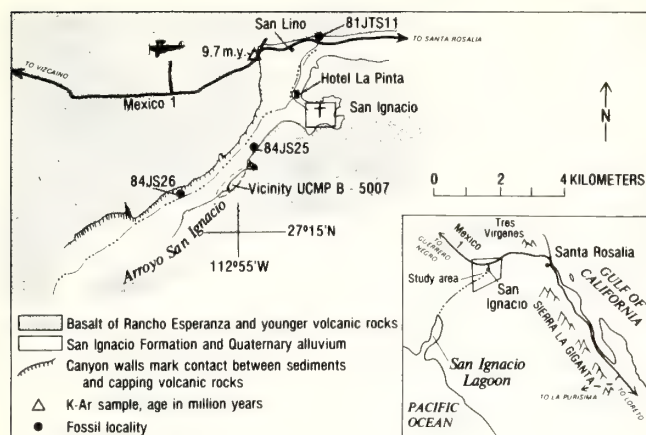 81JTS11
San Lino
TO SANTA ROSALIA
9.7 m.y.
TO VIZCAINO
Hotel La Pinta
Mexico 1
San Ignacio
N
84JS25
84JS26
Vicinity UCMP B - 5007
0 2 4 KILOMETERS
Arroyo San Ignacio
27°15'N
112°55'W
Basalt of Rancho Esperanza and younger volcanic rocks
San Ignacio Formation and Quaternary alluvium
Canyon walls mark contact between sediments
and capping volcanic rocks
K-Ar sample, age in million years
Fossil locality
Tres
Virgenes
Mexico
1
TO
GUERRERO
NEGRO
Santa Rosalia
Study area
San
Ignacio
GULF OF
CALIFORNIA
SIERRA LA GIGANTA
San Ignacio
Lagoon
TO LORETO
TO LA PURISIMA
PACIFIC
OCEAN